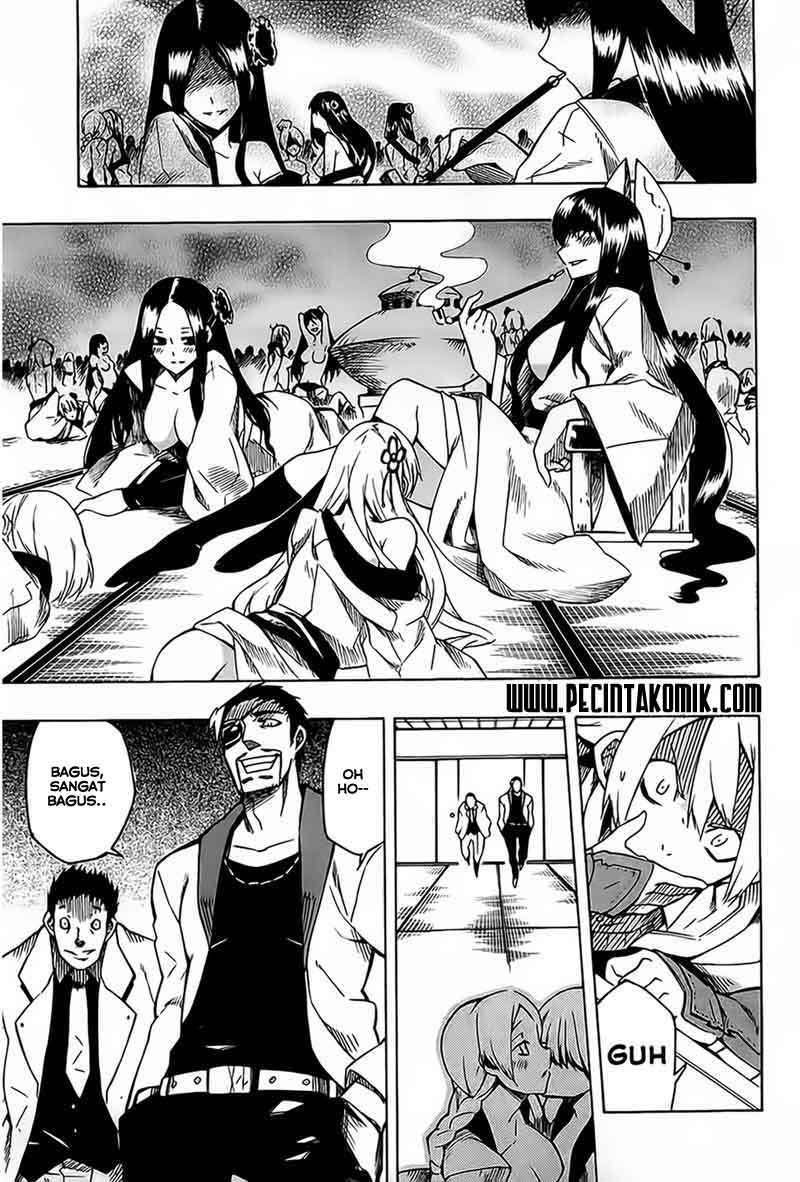 WWW.PECINTAKOMIK.COM
GUH
OH
HO--
BAGUS,
SANGAT
BAGUS..